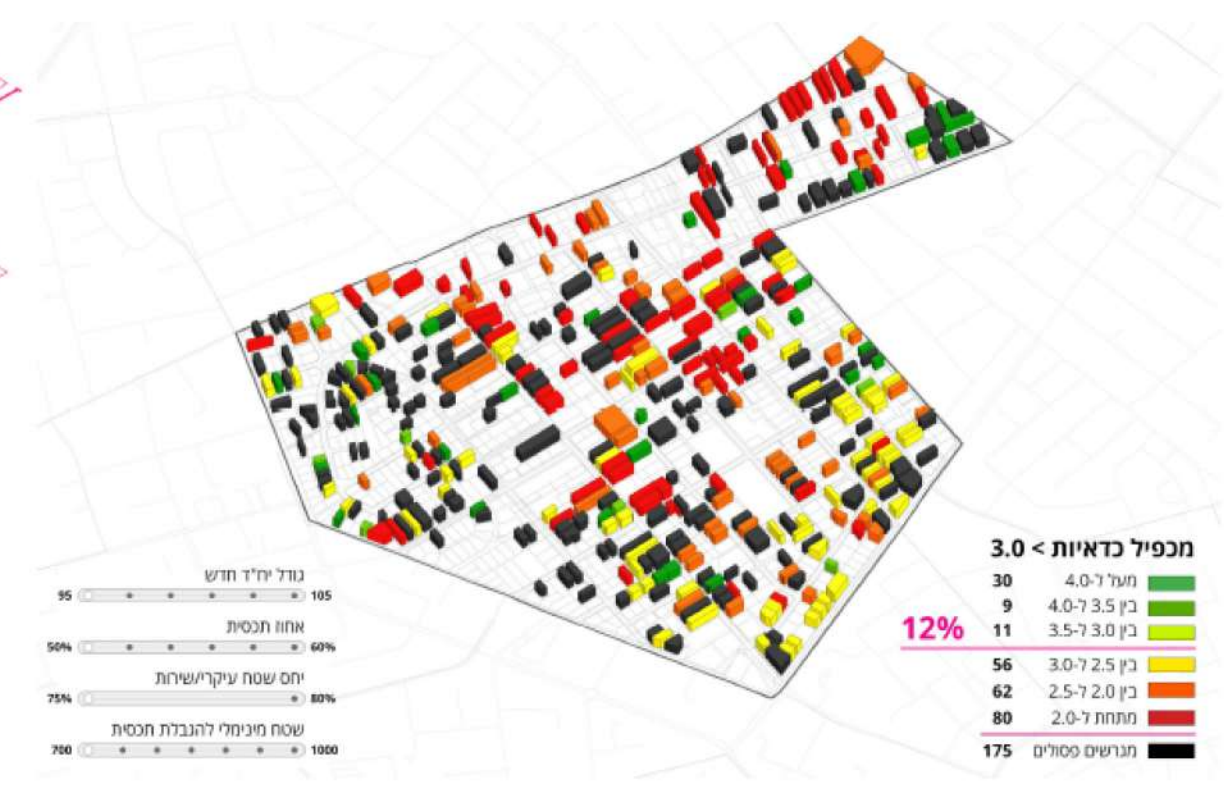 מכפיל כדאיות > 3.0
מעל ל-4.0 30
בין 3.5 ל-4.0 9
בין 3.0 ל-3.5 11
12%
בין 2.5 ל-3.0 56
בין 2.0 ל-2.5 62
מתחת ל-2.0 80
מגרשים פסולים 175
גודל יח"ד חדש
95 105
אחוז תכסית
50% 60%
יחס שטח עיקרי/שירות
75% 80%
שטח מינימלי להגבלת תכסית
700 1000